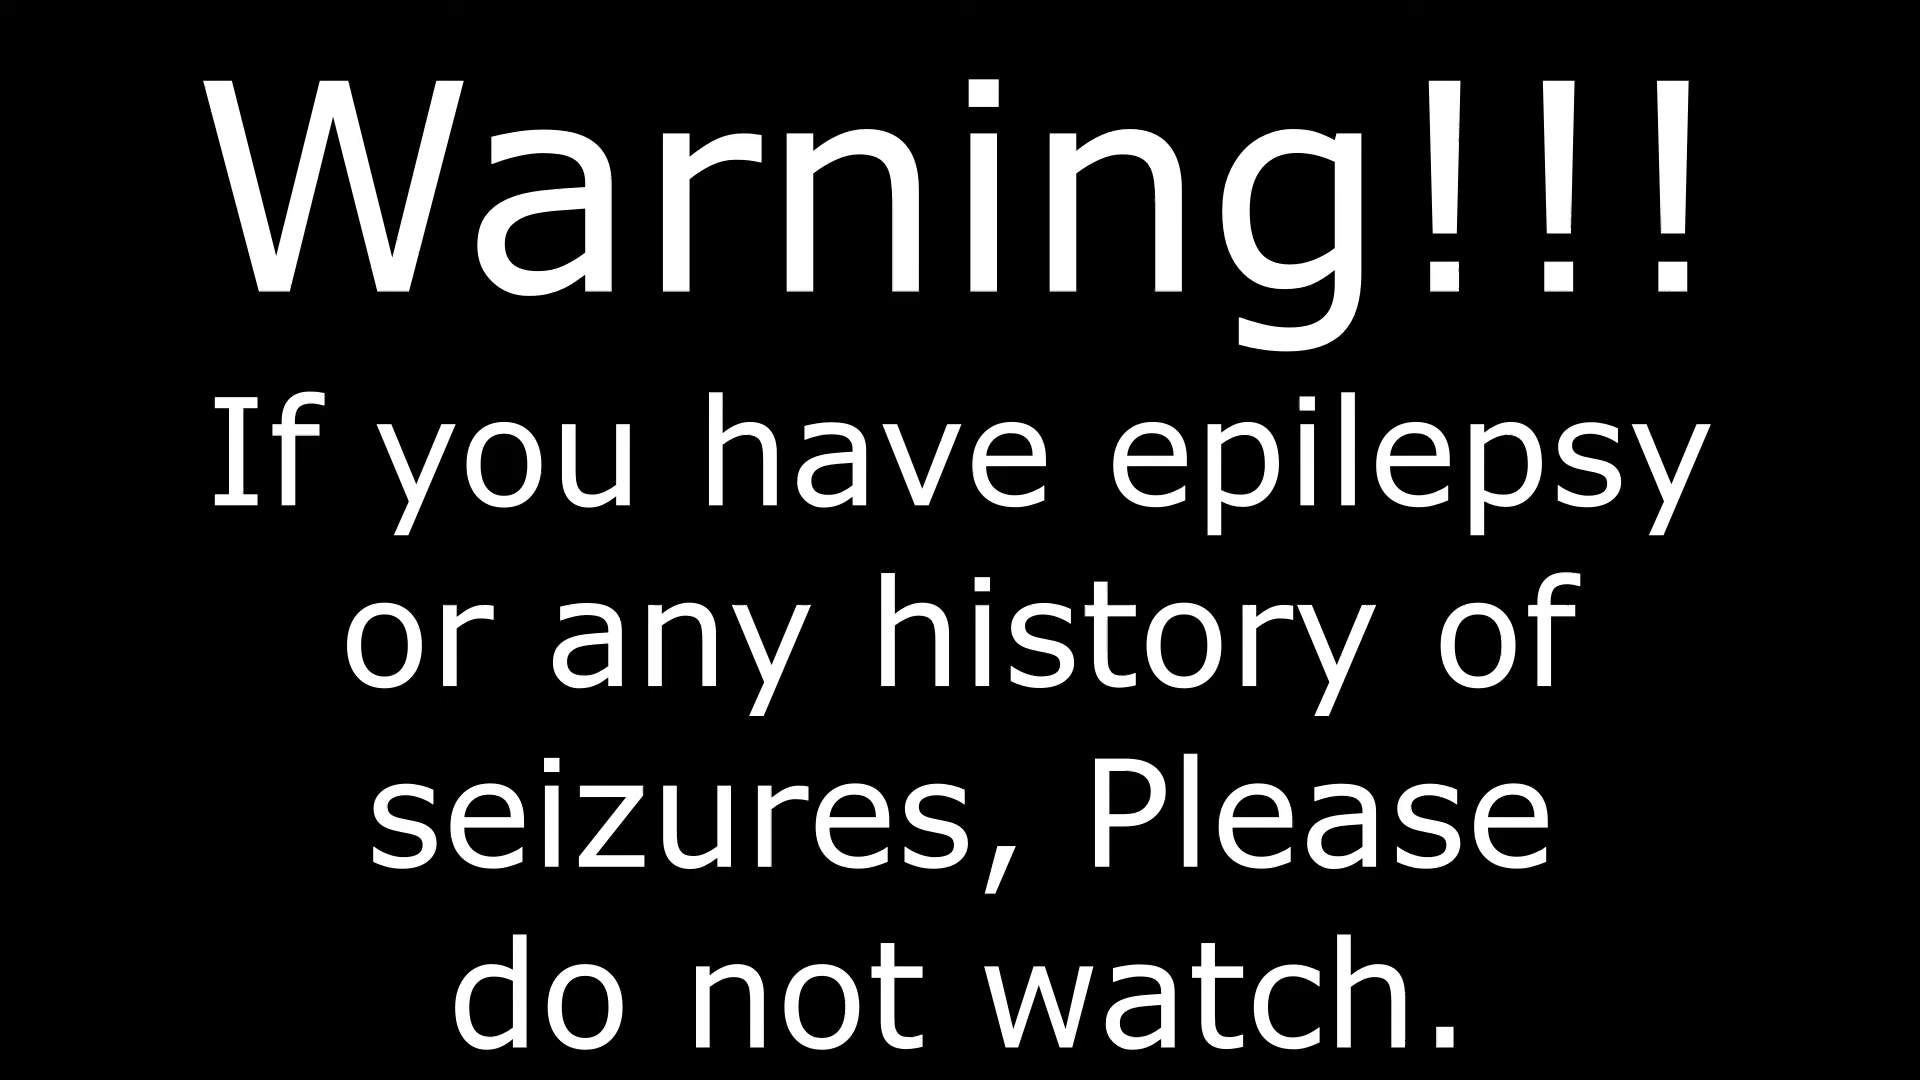 Warning!!!
If you have epilepsy
or any history of
seizures, Please
do not watch.